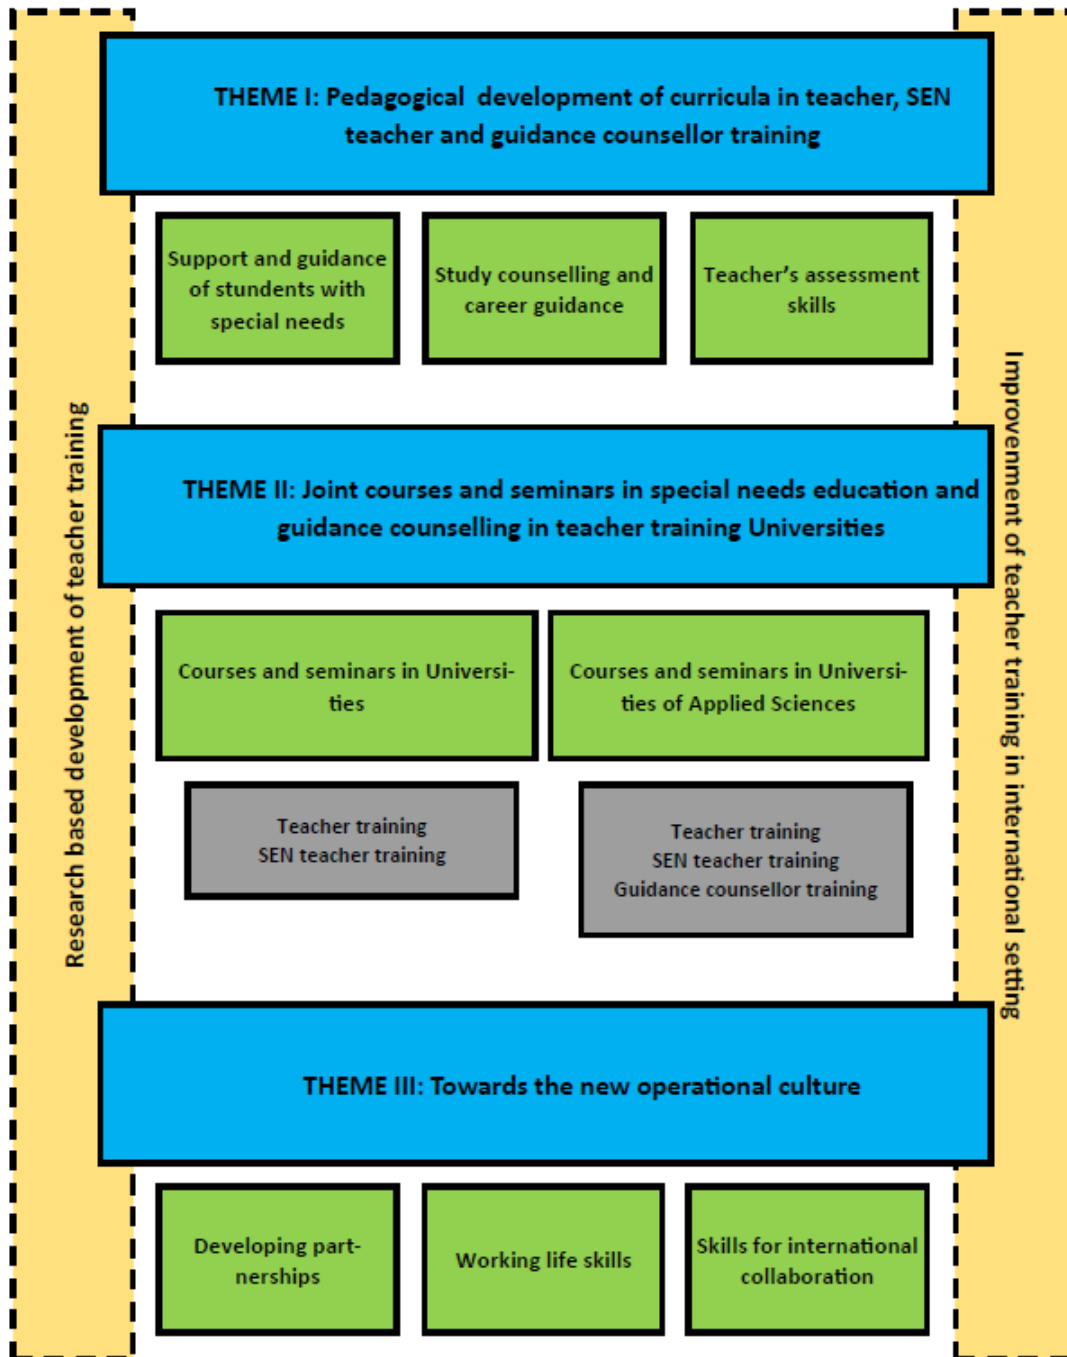 THEME I: Pedagogical  development of curricula in teacher, SEN
teacher and guidance counsellor training
Support and guidance
of stundents with
special needs
Study counselling and
career guidance
Teacher’s assessment
skills
Research based development of teacher training
Improvenment of teacher training in international setting
THEME II: Joint courses and seminars in special needs education and
guidance counselling in teacher training Universities
Courses and seminars in Universi-
ties
Courses and seminars in Universi-
ties of Applied Sciences
Teacher training
SEN teacher training
Teacher training
SEN teacher training
Guidance counsellor training
THEME III: Towards the new operational culture
Developing part-
nerships
Working life skills
Skills for international
collaboration